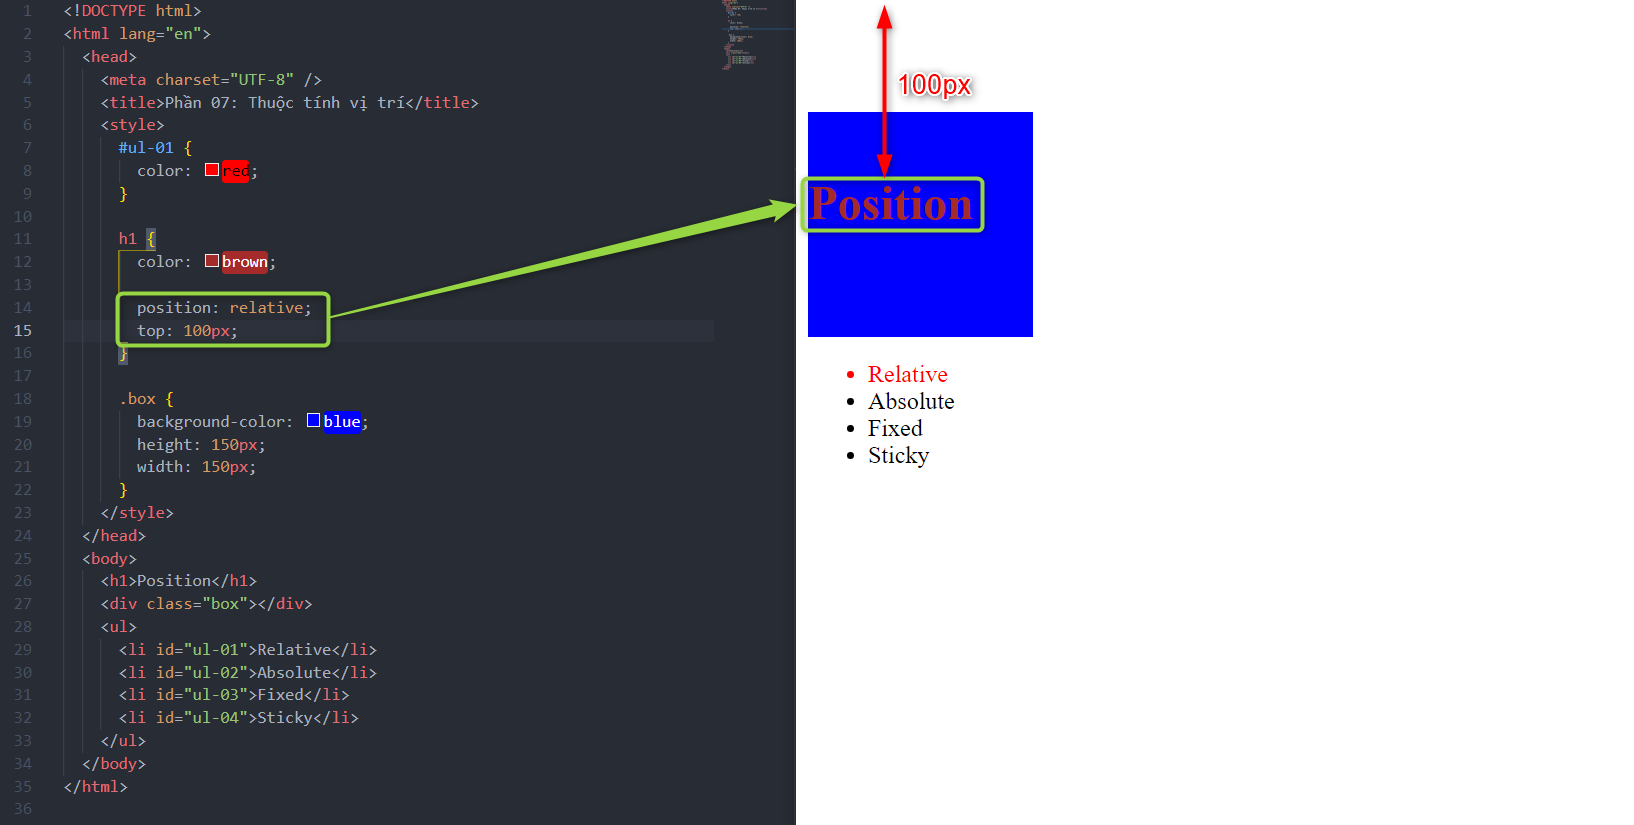 1 <!DOCTYPE html>
2 <html lang="en">
3 <head>
4 <meta charset="UTF-8" />
5 <title>Phần 07: Thuộc tính vị trí</title>
6 <style>
7 #ul-01 {
8 color: red;
9 }
10
11 h1 {
12 color: brown;
13
14 position: relative;
15 top: 100px;
16 }
17
18 .box {
19 background-color: blue;
20 height: 150px;
21 width: 150px;
22 }
23 </style>
24 </head>
25 <body>
26 <h1>Position</h1>
27 <div class="box"></div>
28 <ul>
29 <li id="ul-01">Relative</li>
30 <li id="ul-02">Absolute</li>
31 <li id="ul-03">Fixed</li>
32 <li id="ul-04">Sticky</li>
33 </ul>
34 </body>
35 </html>
36
100px
Position
• Relative
• Absolute
• Fixed
• Sticky